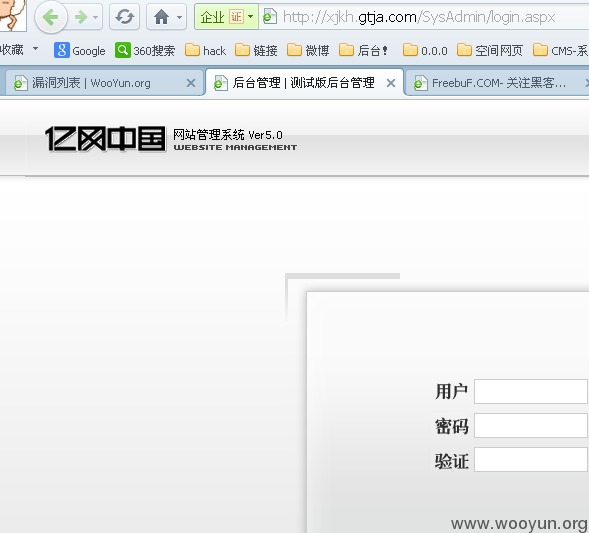 企业 证 http://xjkh.gtja.com/SysAdmin/login.aspx
收藏 Google 360搜索 hack 链接 微博 后台! 0.0.0 空间网页 CMS-系
漏洞列表 | WooYun.org 后台管理 | 测试版后台管理 FreebuF.COM- 关注黑客...
亿网中国 网站管理系统 Ver5.0
WEBSITE MANAGEMENT
用户
密码
验证
www.wooyun.org